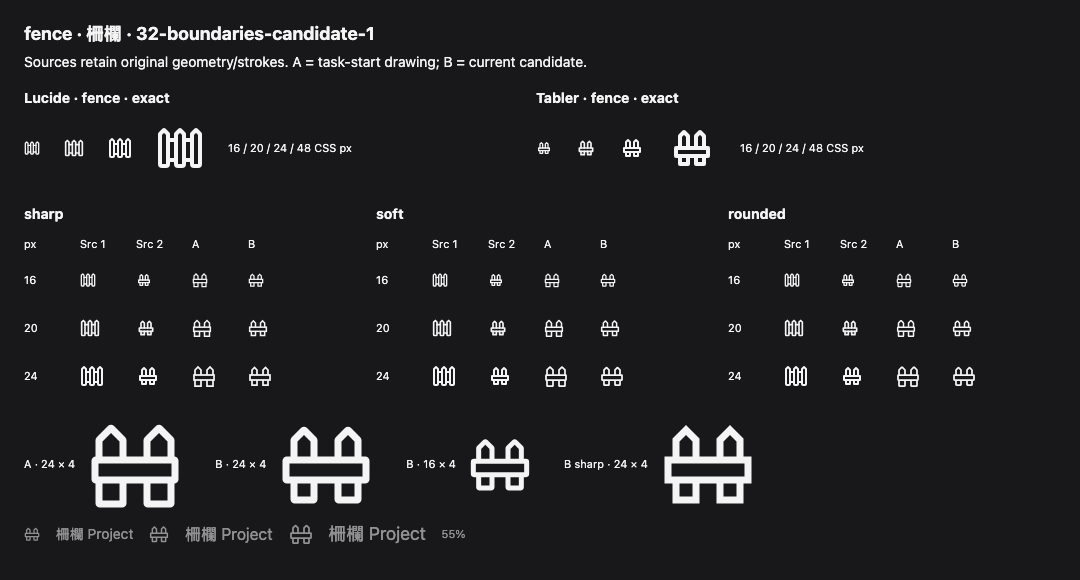 fence · 柵欄 · 32-boundaries-candidate-1
Sources retain original geometry/strokes. A = task-start drawing; B = current candidate.
Lucide · fence · exact
Tabler · fence · exact
16 / 20 / 24 / 48 CSS px
16 / 20 / 24 / 48 CSS px
sharp
soft
rounded
px Src 1 Src 2 A B
px Src 1 Src 2 A B
px Src 1 Src 2 A B
16
16
16
20
20
20
24
24
24
A · 24 × 4
B · 24 × 4
B · 16 × 4
B sharp · 24 × 4
柵欄 Project
柵欄 Project
柵欄 Project
55%